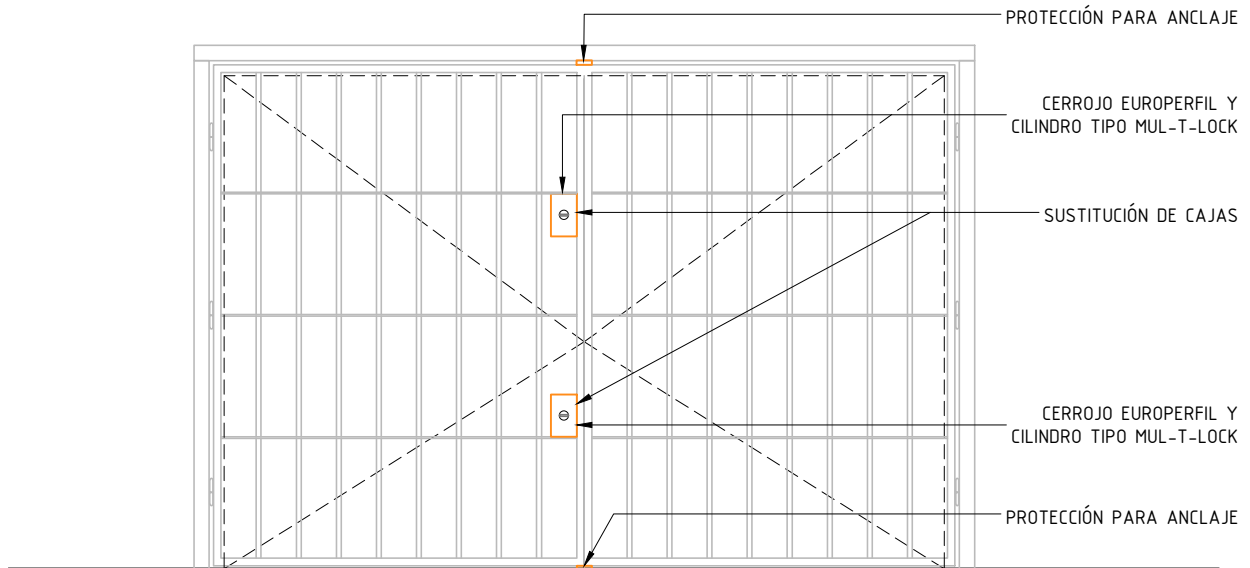 PROTECCIÓN PARA ANCLAJE
CERROJO EUROPERFIL Y
CILINDRO TIPO MUL-T-LOCK
SUSTITUCIÓN DE CAJAS
CERROJO EUROPERFIL Y
CILINDRO TIPO MUL-T-LOCK
PROTECCIÓN PARA ANCLAJE